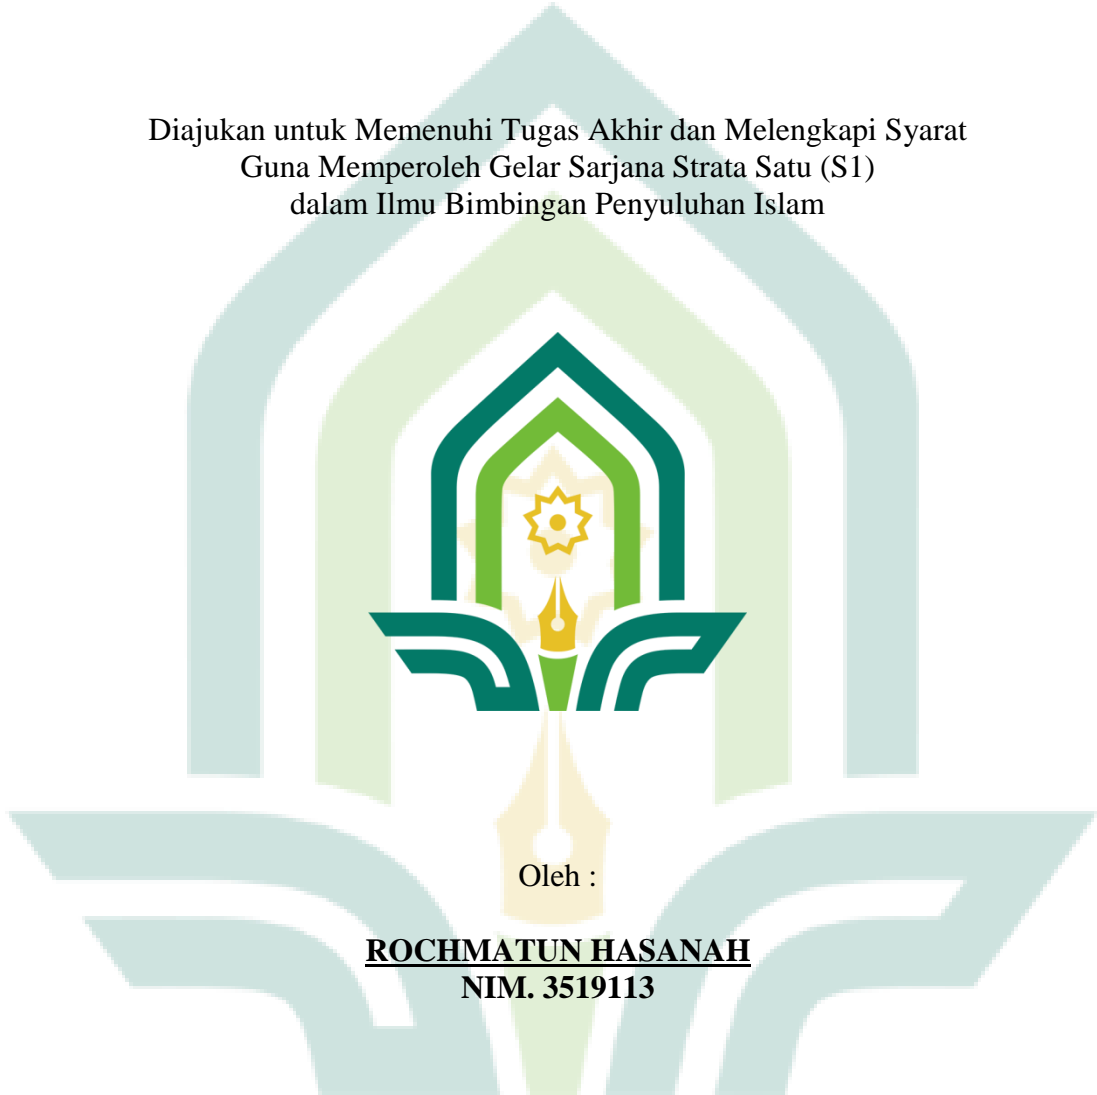 Diajukan untuk Memenuhi Tugas Akhir dan Melengkapi Syarat
Guna Memperoleh Gelar Sarjana Strata Satu (S1)
dalam Ilmu Bimbingan Penyuluhan Islam
Oleh :
ROCHMATUN HASANAH
NIM. 3519113